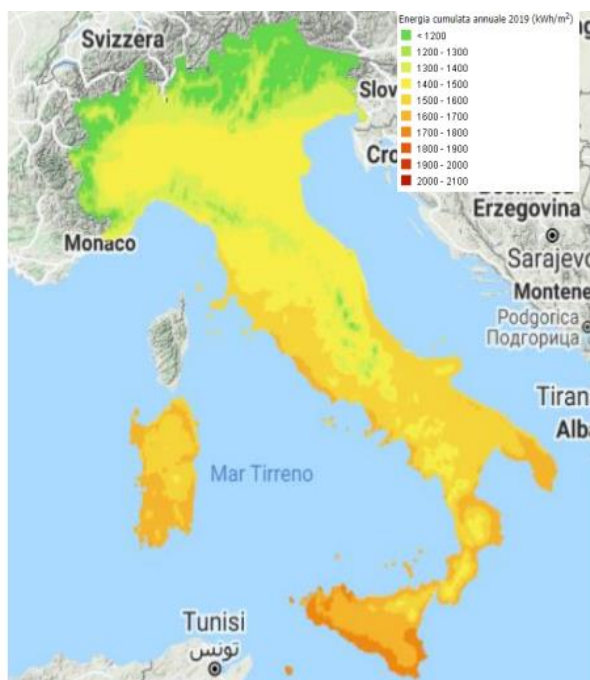 Energia cumulata annuale 2019 (kWh/m²)
< 1200
1200 - 1300
1300 - 1400
1400 - 1500
1500 - 1600
1600 - 1700
1700 - 1800
1800 - 1900
1900 - 2000
2000 - 2100
Svizzera
Slov
Cro
Erzegovina
Sarajevo
Monaco
Montene
Podgorica
Подгорица
Tiran
Alba
Mar Tirreno
Tunisi
تونس